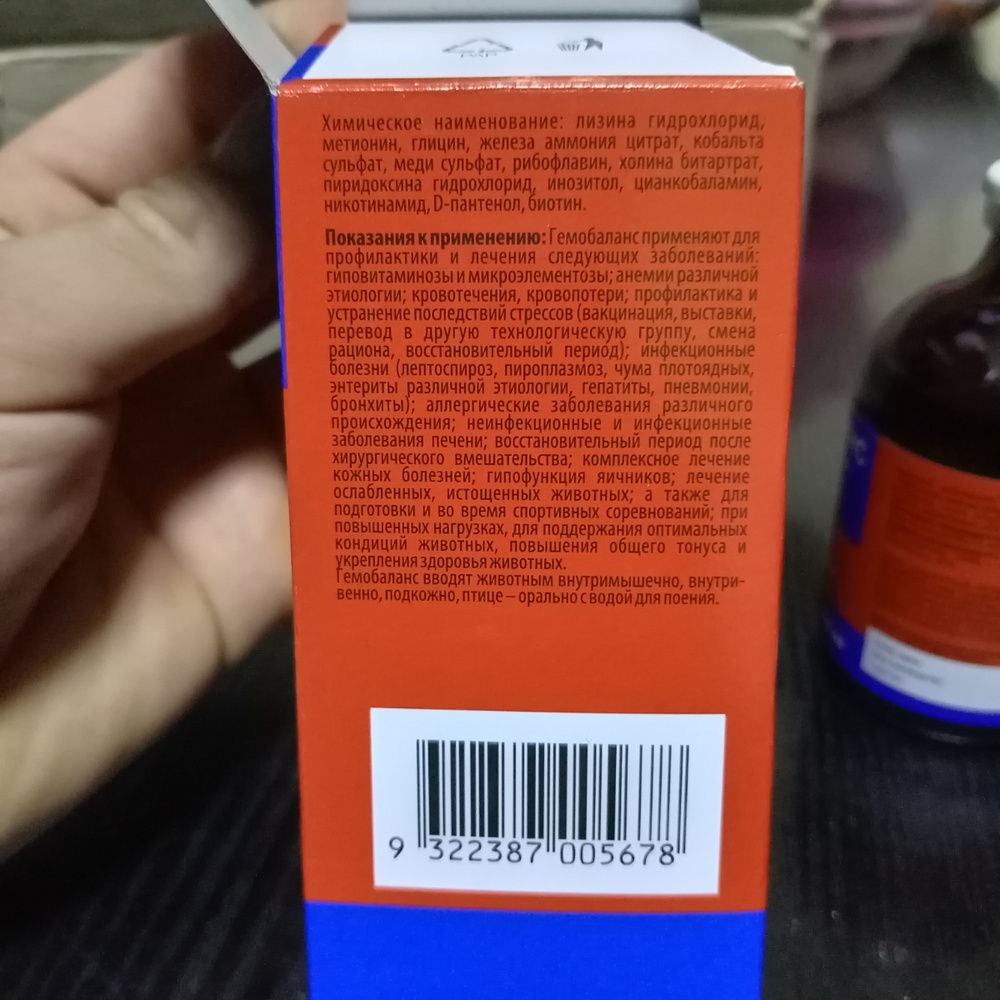 PAP
Химическое наименование: лизина гидрохлорид,
метионин, глицин, железа аммония цитрат, кобальта
сульфат, меди сульфат, рибофлавин, холина битартрат,
пиридоксина гидрохлорид, инозитол, цианкобаламин,
никотинамид, D-пантенол, биотин.
Показания к применению: Гемобаланс применяют для
профилактики и лечения следующих заболеваний:
гиповитаминозы и микроэлементозы; анемии различной
этиологии; кровотечения, кровопотери; профилактика и
устранение последствий стрессов (вакцинация, выставки,
перевод в другую технологическую группу, смена
рациона, восстановительный период); инфекционные
болезни (лептоспироз, пироплазмоз, чума плотоядных,
энтериты различной этиологии, гепатиты, пневмонии,
бронхиты); аллергические заболевания различного
происхождения; неинфекционные и инфекционные
заболевания печени; восстановительный период после
хирургического вмешательства; комплексное лечение
кожных болезней; гипофункция яичников; лечение
ослабленных, истощенных животных; а также для
подготовки и во время спортивных соревнований; при
повышенных нагрузках, для поддержания оптимальных
кондиций животных, повышения общего тонуса и
укрепления здоровья животных.
Гемобаланс вводят животным внутримышечно, внутри-
венно, подкожно, птице – орально с водой для поения.
9 322387 005678